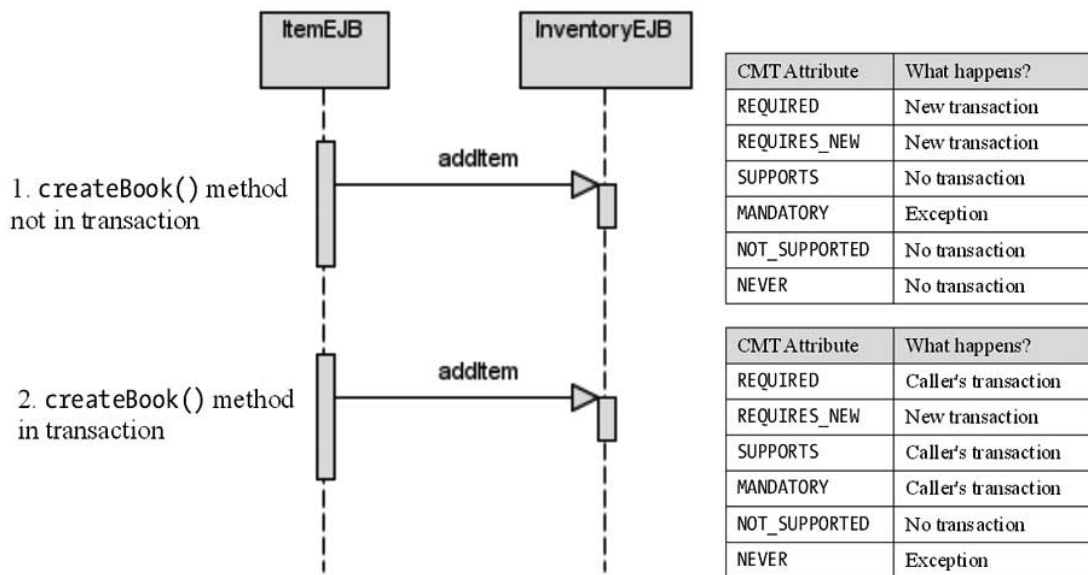 ItemEJB
InventoryEJB
1. createBook() method
not in transaction
addItem
CMT Attribute What happens?
REQUIRED New transaction
REQUIRES_NEW New transaction
SUPPORTS No transaction
MANDATORY Exception
NOT_SUPPORTED No transaction
NEVER No transaction
2. createBook() method
in transaction
addItem
CMT Attribute What happens?
REQUIRED Caller's transaction
REQUIRES_NEW New transaction
SUPPORTS Caller's transaction
MANDATORY Caller's transaction
NOT_SUPPORTED No transaction
NEVER Exception